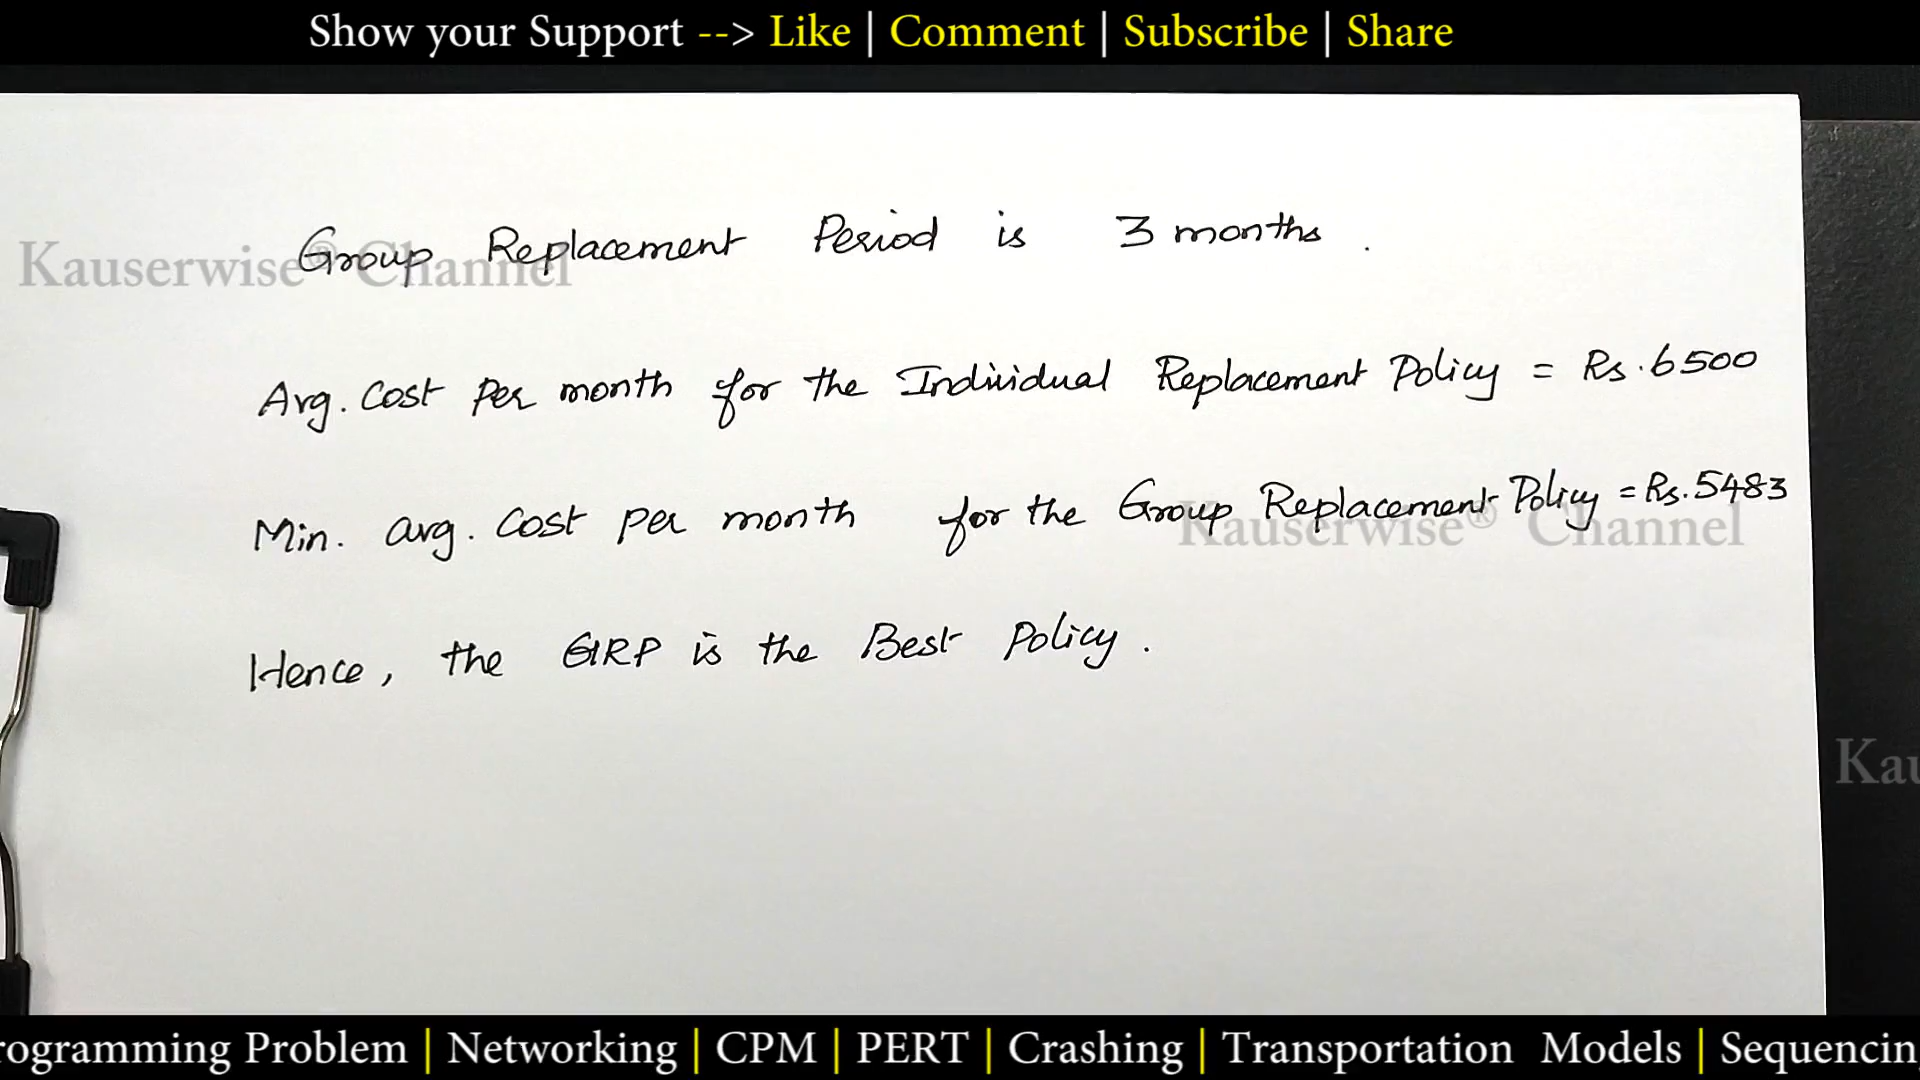 Show your Support --> Like | Comment | Subscribe | Share
Kauserwise® Channel
Group Replacement Period is 3 months.
Avg. Cost Per month for the Individual Replacement Policy = Rs.6500
Min. avg. Cost per month for the Group Replacement Policy = Rs.5483
Kauserwise® Channel
Hence, the GRP is the Best Policy.
Kau
rogramming Problem | Networking | CPM | PERT | Crashing | Transportation Models | Sequencin